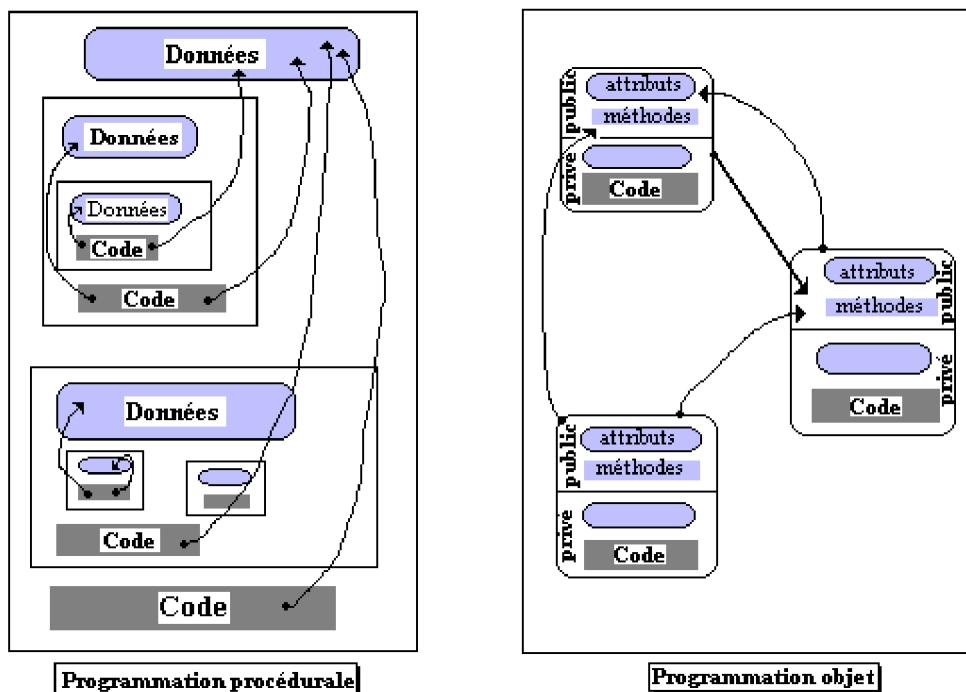 Données
Données
Données
Code
Code
Données
Code
Code
Programmation procédurale
public
attributs
méthodes
privé
Code
attributs
méthodes
public
privé
Code
public
attributs
méthodes
privé
Code
Programmation objet